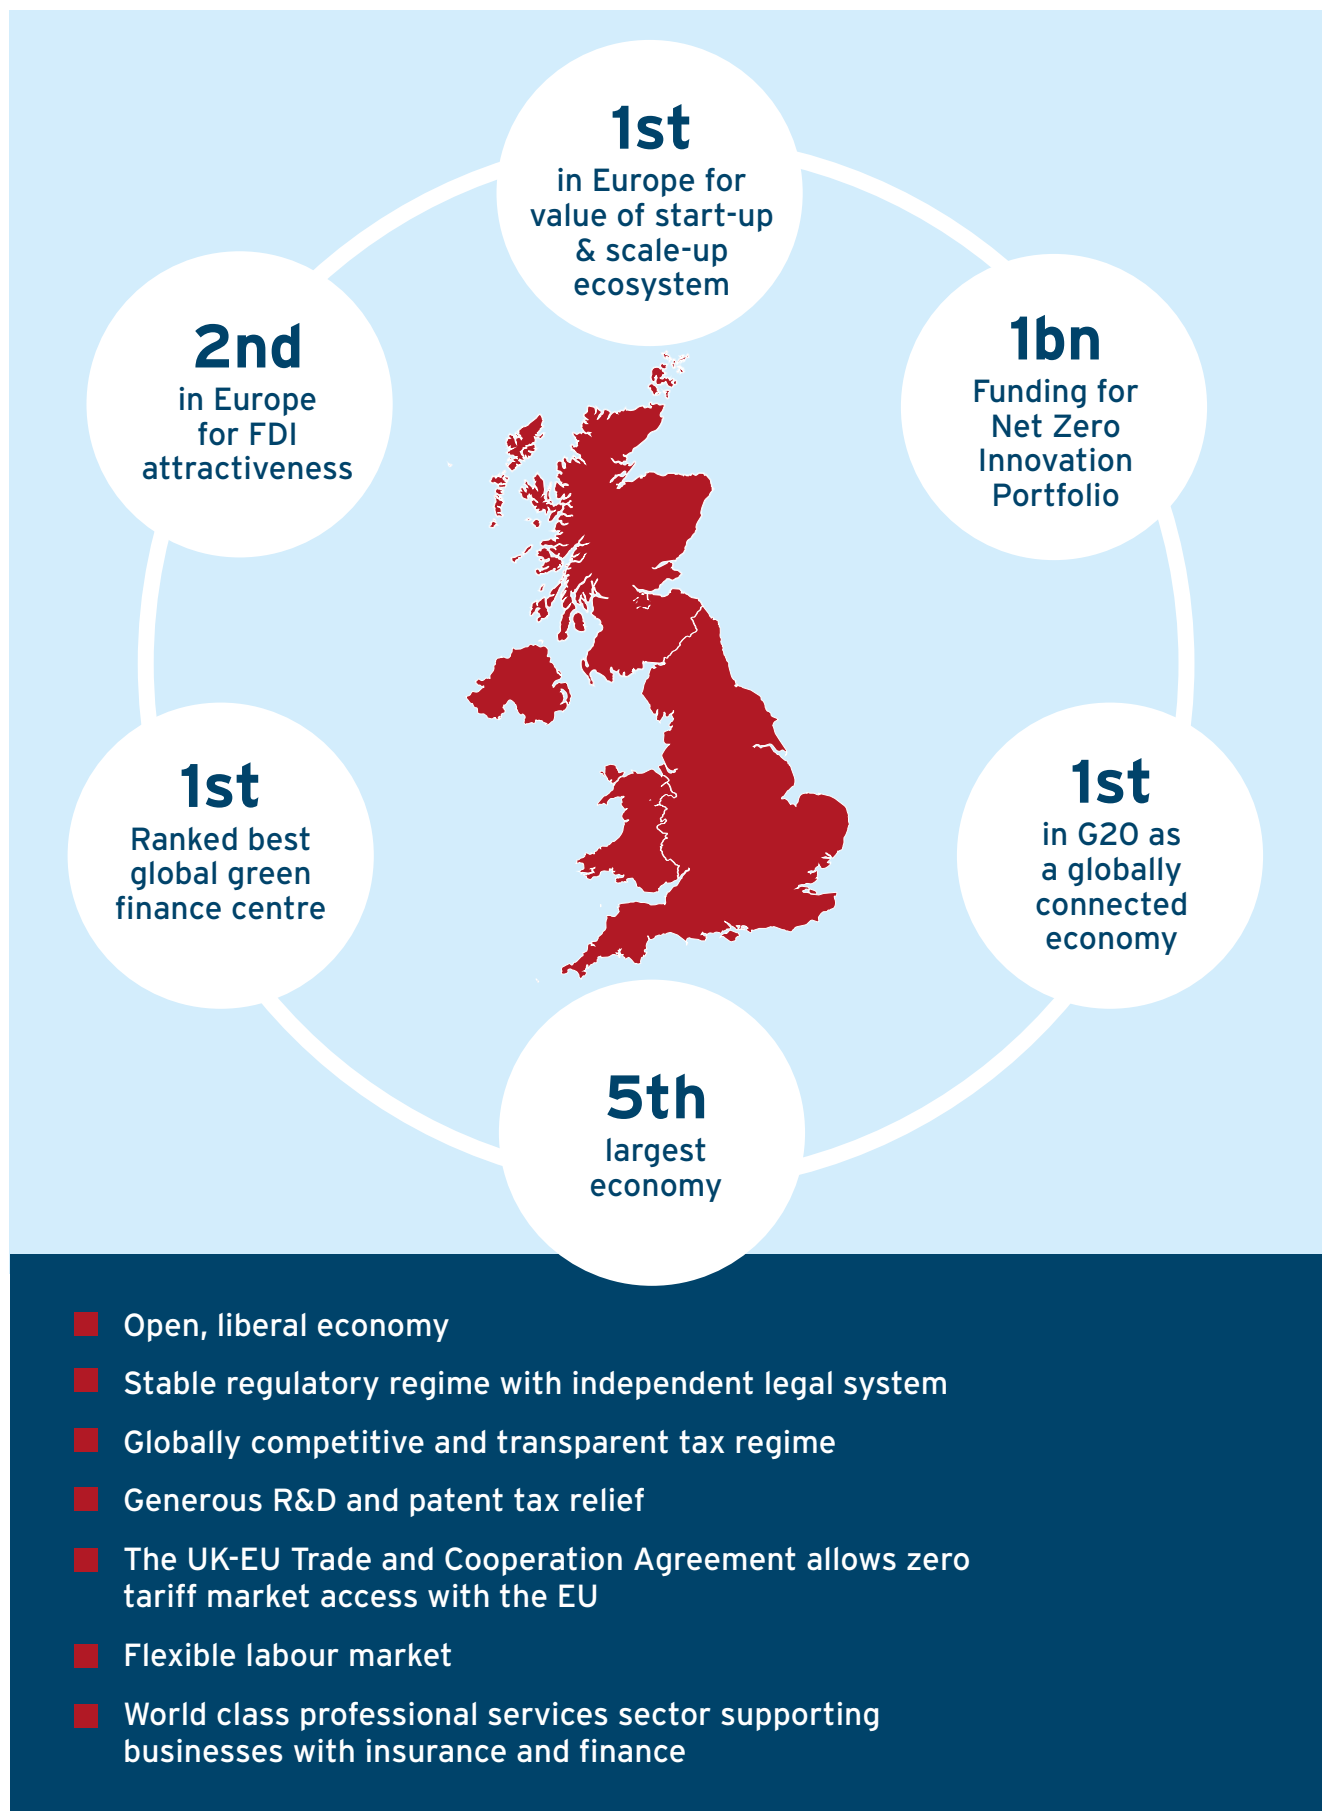 1st
in Europe for
value of start-up
& scale-up
ecosystem
2nd
in Europe
for FDI
attractiveness
1bn
Funding for
Net Zero
Innovation
Portfolio
1st
Ranked best
global green
finance centre
1st
in G20 as
a globally
connected
economy
5th
largest
economy
Open, liberal economy
Stable regulatory regime with independent legal system
Globally competitive and transparent tax regime
Generous R&D and patent tax relief
The UK-EU Trade and Cooperation Agreement allows zero
tariff market access with the EU
Flexible labour market
World class professional services sector supporting
businesses with insurance and finance